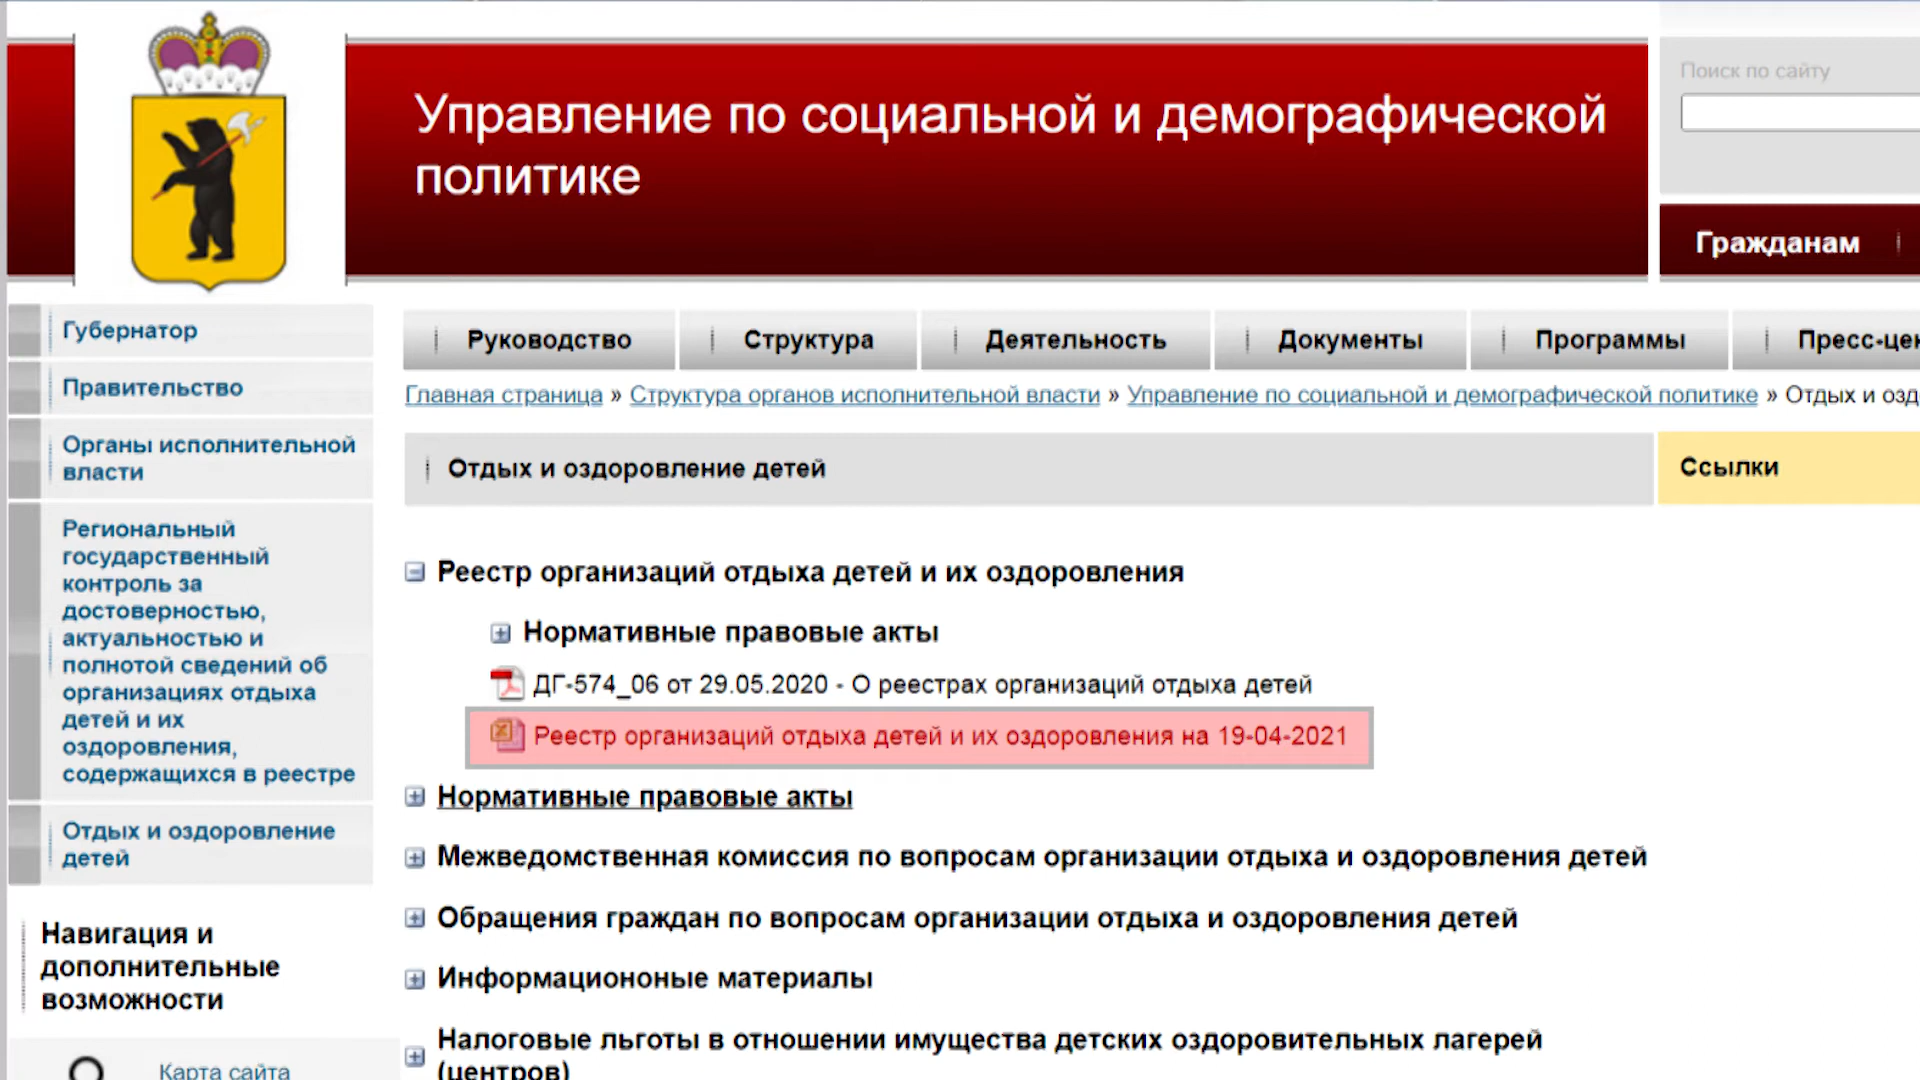 Управление по социальной и демографической
политике
Поиск по сайту
Гражданам
Губернатор
Правительство
Органы исполнительной
власти
Региональный
государственный
контроль за
достоверностью,
актуальностью и
полнотой сведений об
организациях отдыха
детей и их
оздоровления,
содержащихся в реестре
Отдых и оздоровление
детей
Навигация и
дополнительные
возможности
Карта сайта
Руководство Структура Деятельность Документы Программы Пресс-цен
Главная страница » Структура органов исполнительной власти » Управление по социальной и демографической политике » Отдых и озд
Отдых и оздоровление детей
Ссылки
Реестр организаций отдыха детей и их оздоровления
Нормативные правовые акты
ДГ-574_06 от 29.05.2020 - О реестрах организаций отдыха детей
Реестр организаций отдыха детей и их оздоровления на 19-04-2021
Нормативные правовые акты
Межведомственная комиссия по вопросам организации отдыха и оздоровления детей
Обращения граждан по вопросам организации отдыха и оздоровления детей
Информациононые материалы
Налоговые льготы в отношении имущества детских оздоровительных лагерей
(центров)